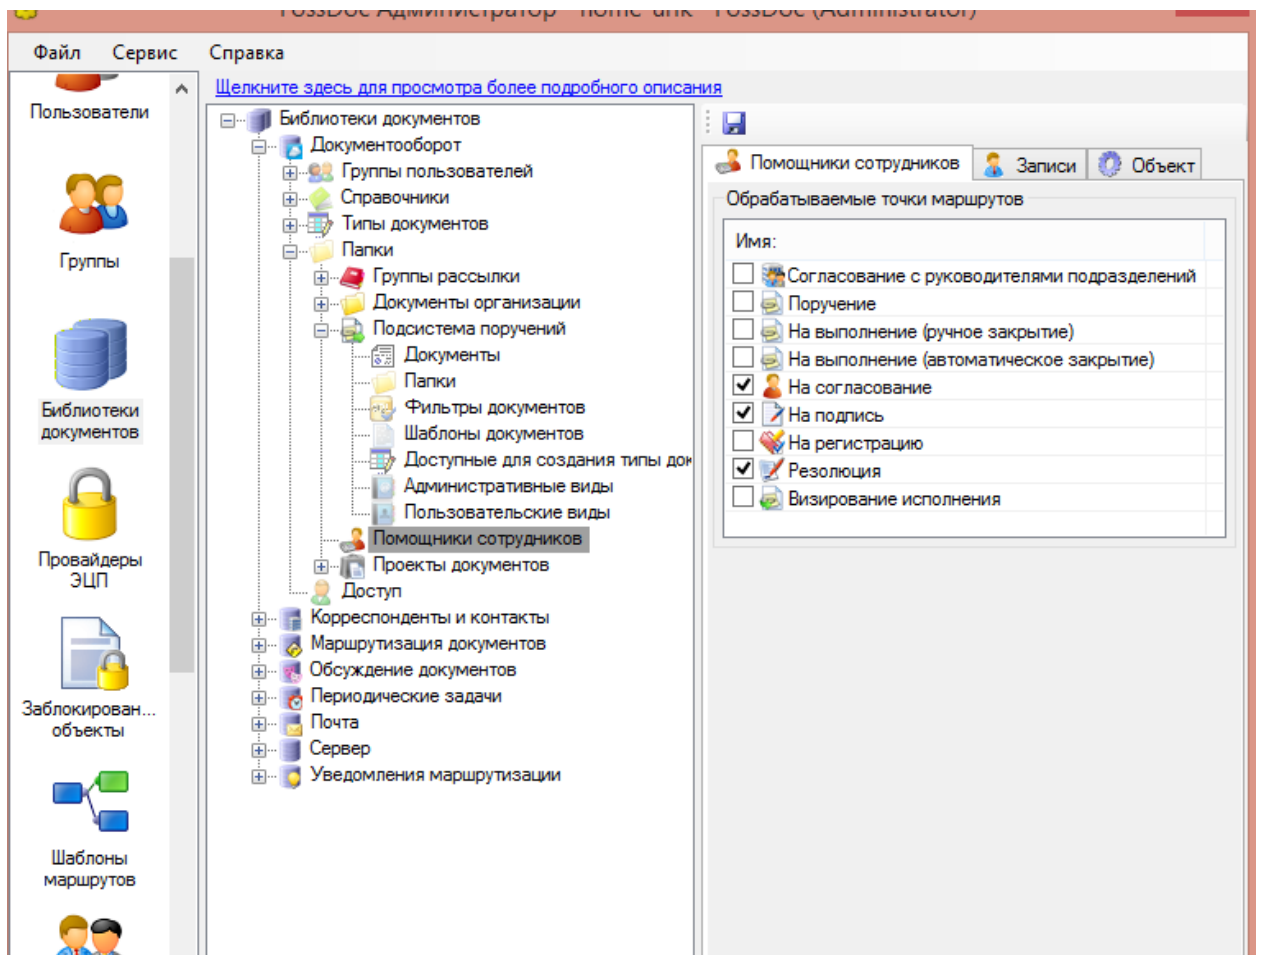 FossDoc Администратор
FossDoc (Administrator)
Файл Сервис Справка
Щелкните здесь для просмотра более подробного описания
Пользователи
Группы
Библиотеки
документов
Провайдеры
ЭЦП
Заблокирован...
объекты
Шаблоны
маршрутов
Библиотеки документов
Документооборот
Группы пользователей
Справочники
Типы документов
Папки
Группы рассылки
Документы организации
Подсистема поручений
Документы
Папки
Фильтры документов
Шаблоны документов
Доступные для создания типы док
Административные виды
Пользовательские виды
Помощники сотрудников
Проекты документов
Доступ
Корреспонденты и контакты
Маршрутизация документов
Обсуждение документов
Периодические задачи
Почта
Сервер
Уведомления маршрутизации
Помощники сотрудников Записи Объект
Обрабатываемые точки маршрутов
Имя:
Согласование с руководителями подразделений
Поручение
На выполнение (ручное закрытие)
На выполнение (автоматическое закрытие)
На согласование
На подпись
На регистрацию
Резолюция
Визирование исполнения